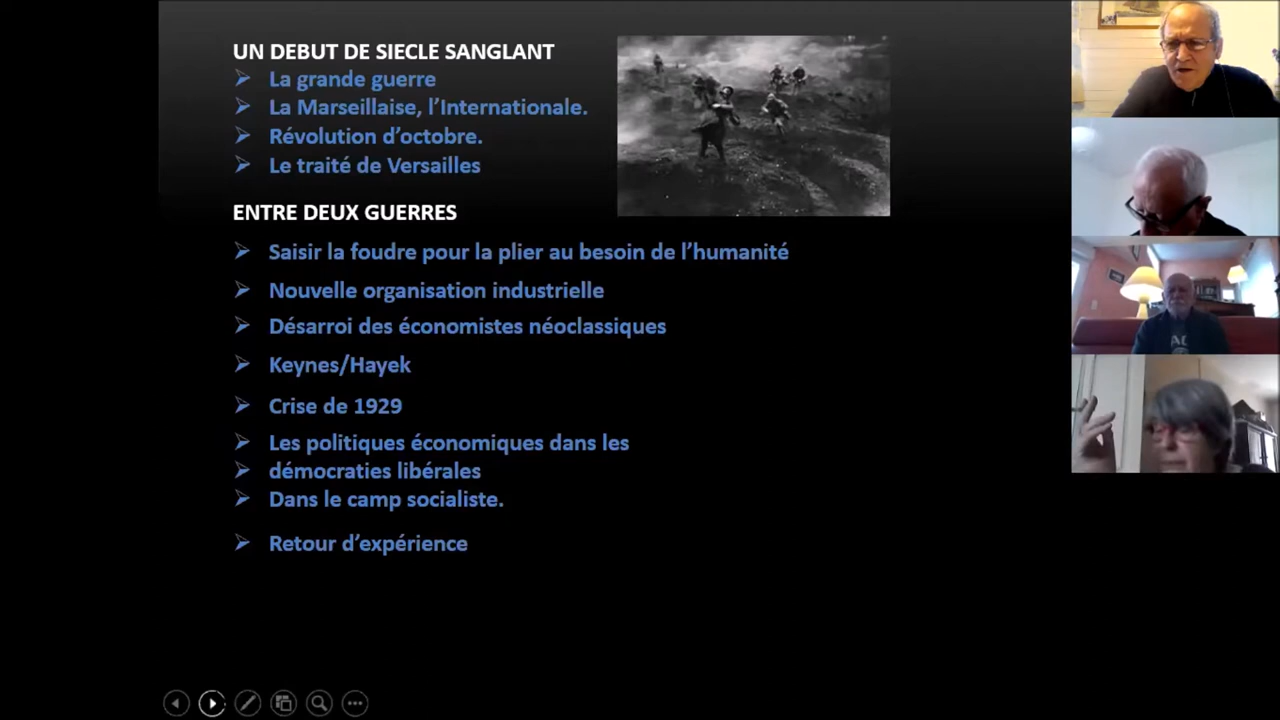 UN DEBUT DE SIECLE SANGLANT
La grande guerre
La Marseillaise, l’Internationale.
Révolution d’octobre.
Le traité de Versailles
ENTRE DEUX GUERRES
Saisir la foudre pour la plier au besoin de l’humanité
Nouvelle organisation industrielle
Désarroi des économistes néoclassiques
Keynes/Hayek
Crise de 1929
Les politiques économiques dans les
démocraties libérales
Dans le camp socialiste.
Retour d’expérience